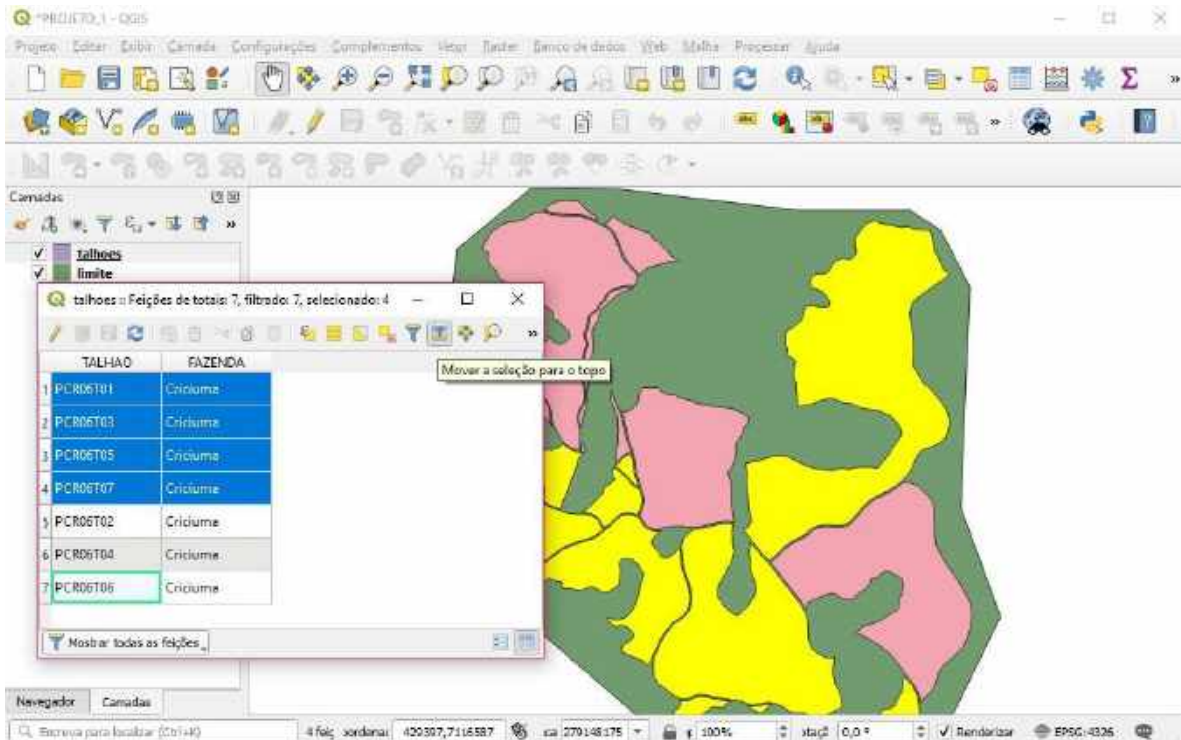 *PROJETO_1 - QGIS
Projeto Editar Exibir Camada Configurações Complementos Vetor Raster Banco de dados Web Malha Processar Ajuda
Camadas
talhoes
limite
talhoes :: Feições de totais: 7, filtrado: 7, selecionado: 4
TALHAO FAZENDA
Mover a seleção para o topo
1 PCR06T01 Criciuma
2 PCR06T03 Criciuma
3 PCR06T05 Criciuma
4 PCR06T07 Criciuma
5 PCR06T02 Criciuma
6 PCR06T04 Criciuma
7 PCR06T06 Criciuma
Mostrar todas as feições
Navegador Camadas
Escreva para localizar (Ctrl+K) 4 feiç 100% 0,0 ° Renderizar EPSG:4326